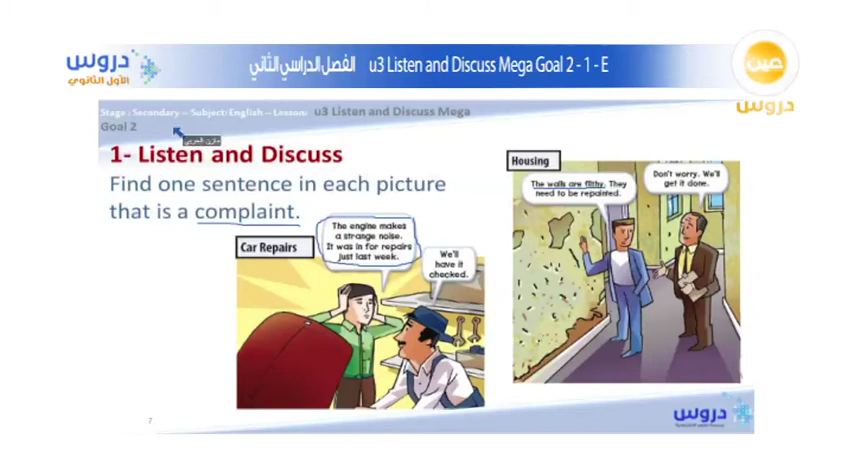 دروس
الأول الثانوي
u3 Listen and Discuss Mega Goal 2 - 1 - E الفصل الدراسي الثاني
عين
دروس
Stage : Secondary – Subject: English – Lesson: u3 Listen and Discuss Mega
Goal 2
1- Listen and Discuss
Find one sentence in each picture
that is a complaint.
Car Repairs
The engine makes
a strange noise.
It was in for repairs
just last week.
We'll
have it
checked.
Housing
The walls are filthy. They
need to be repainted.
Don't worry. We'll
get it done.
7
دروس